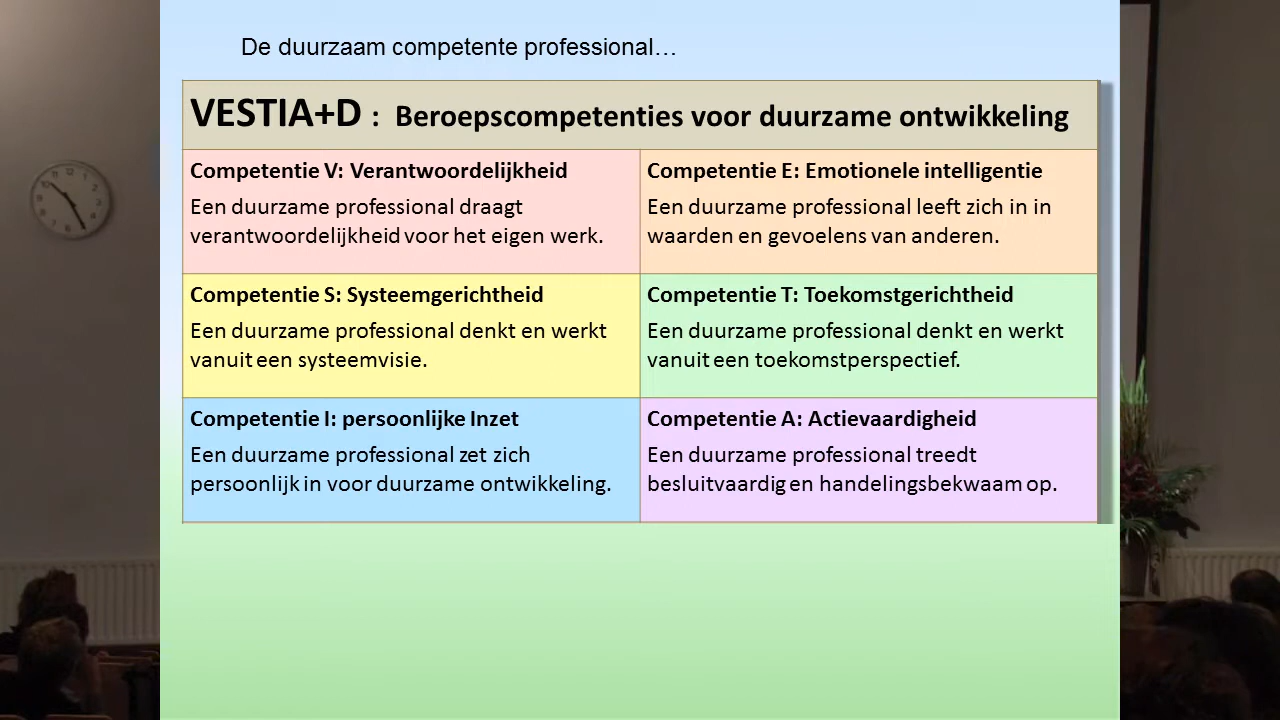 De duurzaam competente professional…
VESTIA+D : Beroepscompetenties voor duurzame ontwikkeling
Competentie V: Verantwoordelijkheid
Een duurzame professional draagt
verantwoordelijkheid voor het eigen werk.
Competentie E: Emotionele intelligentie
Een duurzame professional leeft zich in in
waarden en gevoelens van anderen.
Competentie S: Systeemgerichtheid
Een duurzame professional denkt en werkt
vanuit een systeemvisie.
Competentie T: Toekomstgerichtheid
Een duurzame professional denkt en werkt
vanuit een toekomstperspectief.
Competentie I: persoonlijke Inzet
Een duurzame professional zet zich
persoonlijk in voor duurzame ontwikkeling.
Competentie A: Actievaardigheid
Een duurzame professional treedt
besluitvaardig en handelingsbekwaam op.